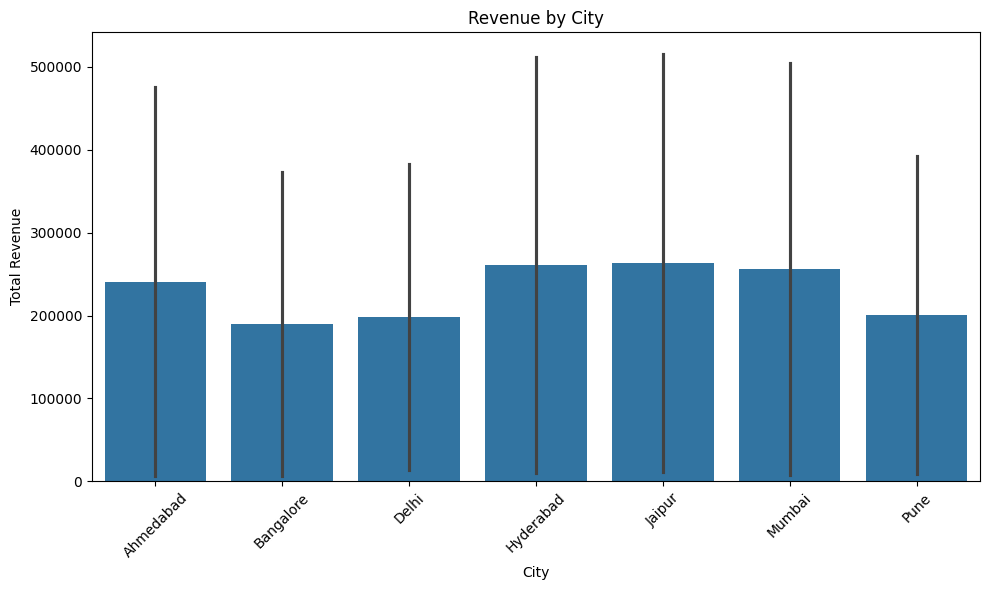 Revenue by City
Total Revenue
500000
400000
300000
200000
100000
0
Ahmedabad
Bangalore
Delhi
Hyderabad
Jaipur
Mumbai
Pune
City